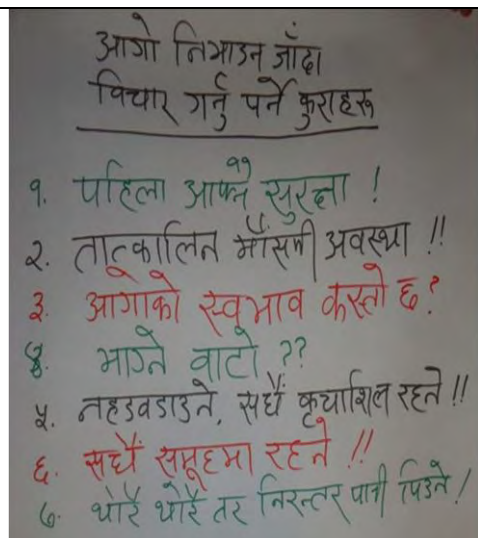 आगो निभाउन जाँदा
विचार गर्नु पर्ने कुराहरू
१. पहिला आफ्नै सुरक्षा !
२. तात्कालिन मौसमी अवस्था !!
३. आगोको स्वभाव कस्तो छ?
४. भाग्ने वाटो ??
५. नहडवडाउने, सधैँ कृयाशिल रहने !!
६. सधैँ समूहमा रहने !!
७. थोरै थोरै तर निरन्तर पानी पिउने !